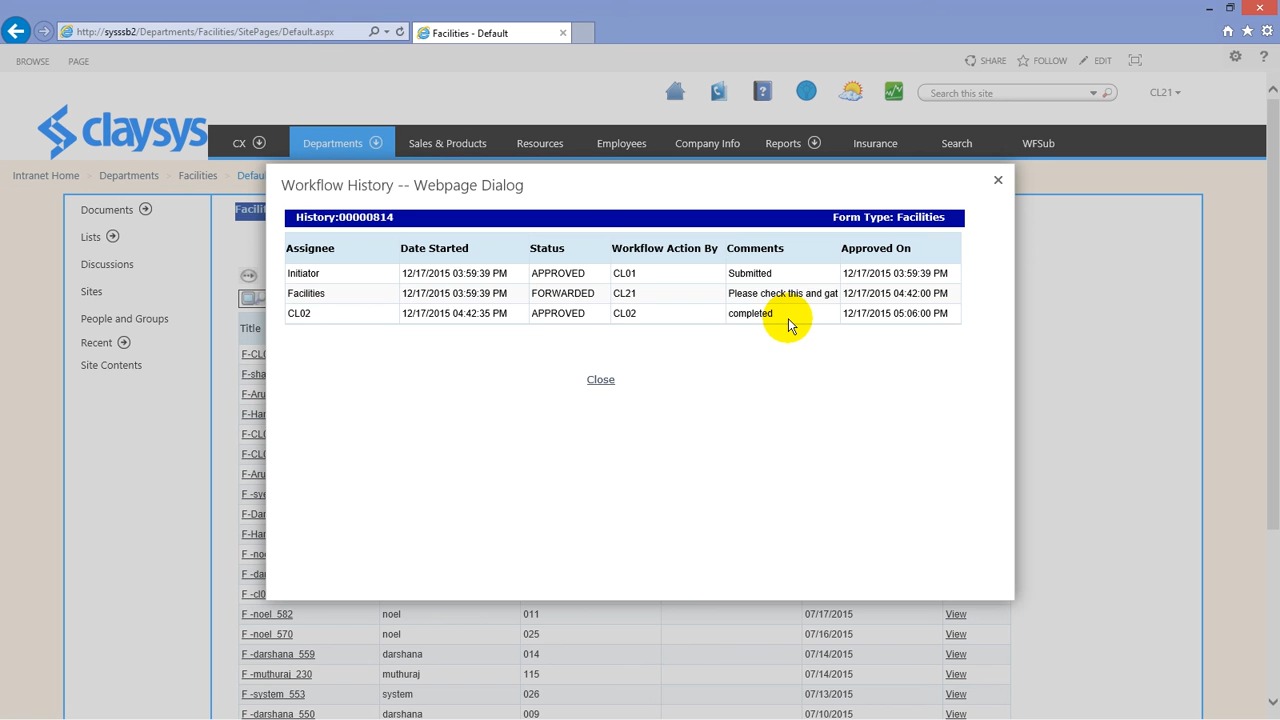 http://sysssb2/Departments/Facilities/SitePages/Default.aspx
Facilities - Default
BROWSE PAGE
SHARE FOLLOW EDIT
claysys
Search this site
CL21
CX Departments Sales & Products Resources Employees Company Info Reports Insurance Search WFSub
Intranet Home Departments Facilities
Documents
Lists
Discussions
Sites
People and Groups
Recent
Site Contents
Workflow History -- Webpage Dialog
History:00000814 Form Type: Facilities
Assignee Date Started Status Workflow Action By Comments Approved On
Initiator 12/17/2015 03:59:39 PM APPROVED CL01 Submitted 12/17/2015 03:59:39 PM
Facilities 12/17/2015 03:59:39 PM FORWARDED CL21 Please check this and gat 12/17/2015 04:42:00 PM
CL02 12/17/2015 04:42:35 PM APPROVED CL02 completed 12/17/2015 05:06:00 PM
Close
Title
F -noel_582 noel 011 07/17/2015 View
F -noel_570 noel 025 07/16/2015 View
F -darshana_559 darshana 014 07/14/2015 View
F -muthuraj_230 muthuraj 115 07/14/2015 View
F -system_553 system 026 07/13/2015 View
F -darshana_550 darshana 009 07/10/2015 View